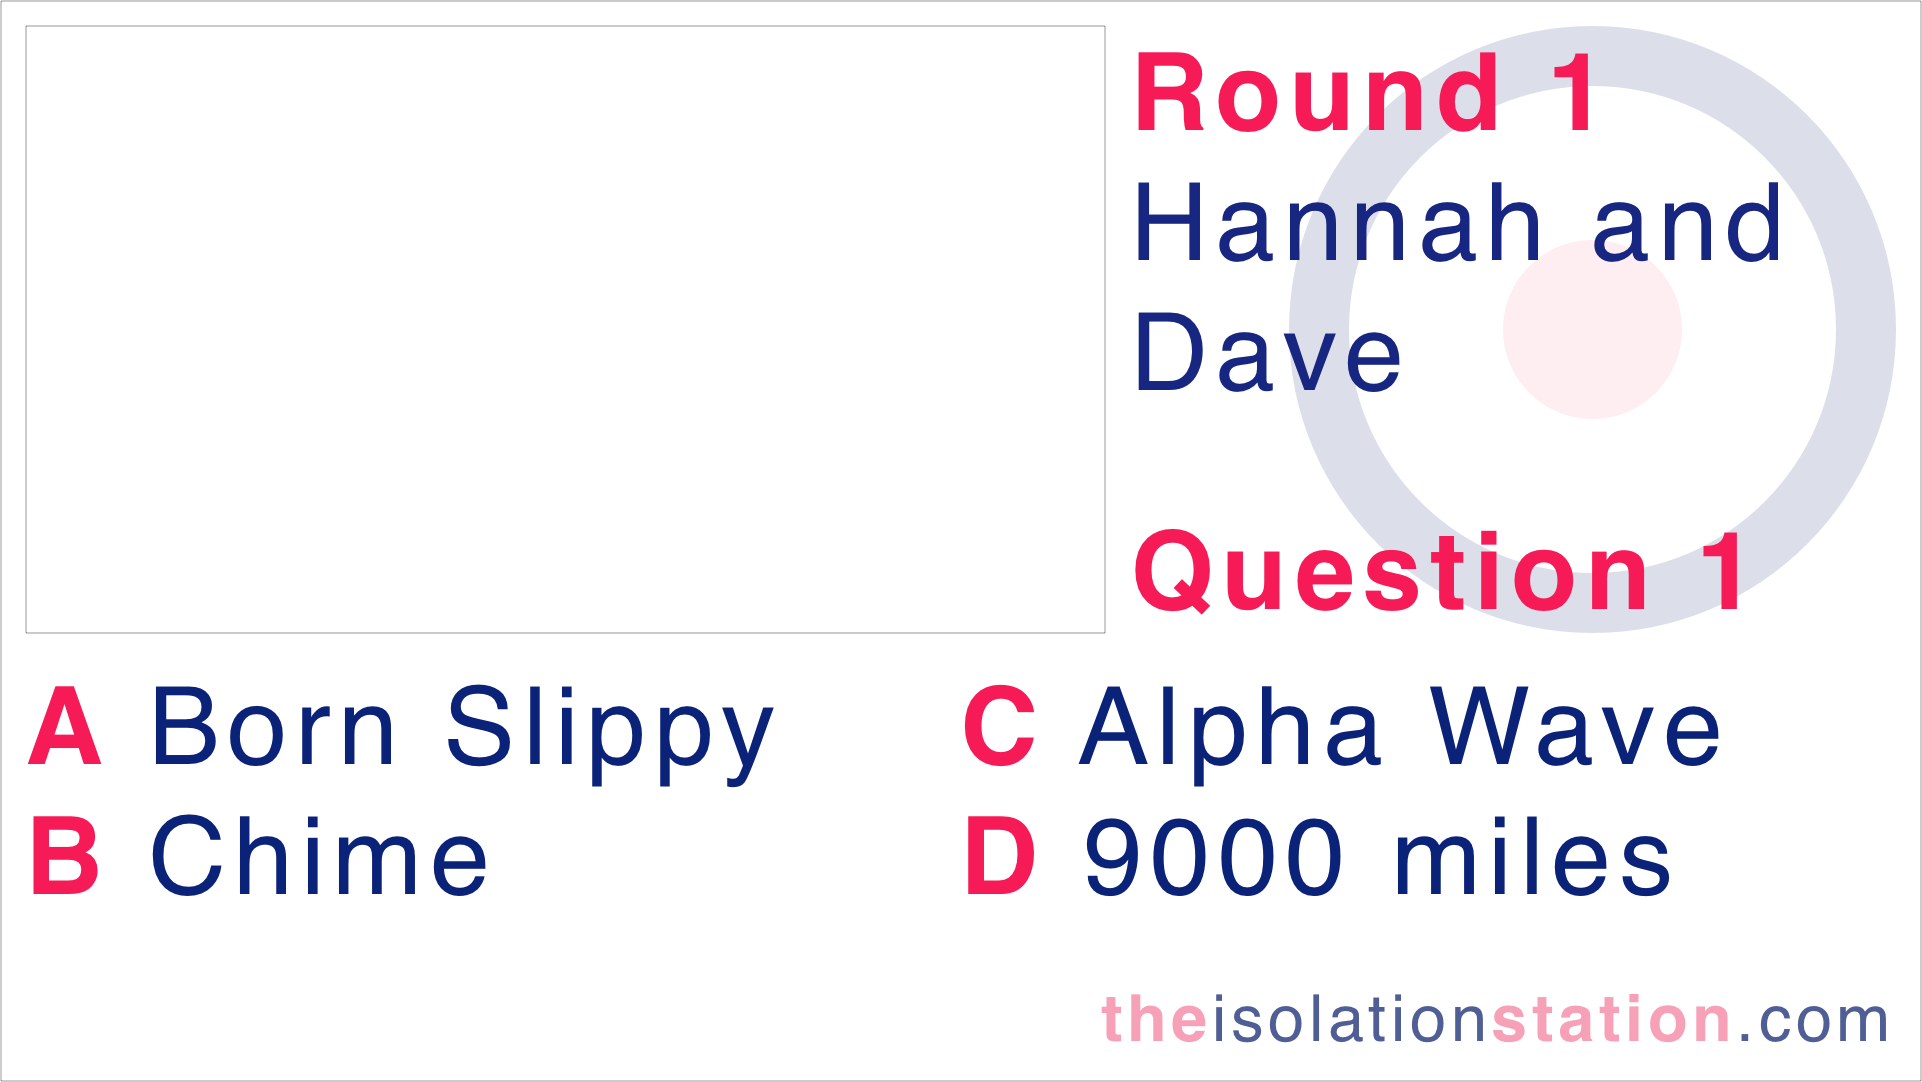 Round 1
Hannah and
Dave
Question 1
A Born Slippy
B Chime
C Alpha Wave
D 9000 miles
theisolationstation.com